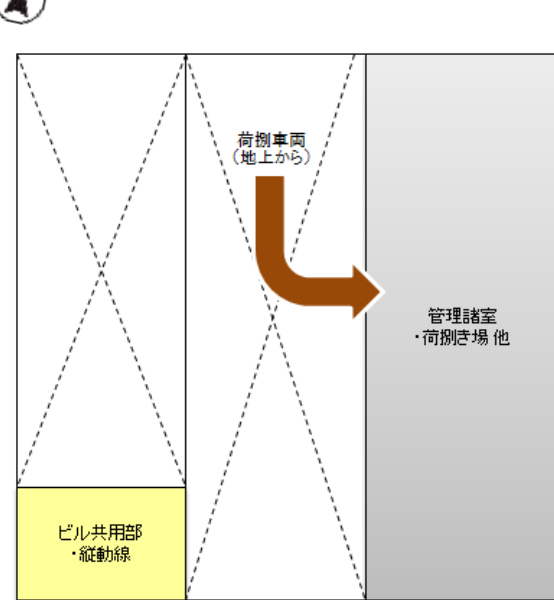 荷捌車両
（地上から）
管理諸室
・荷捌き場 他
ビル共用部
・縦動線